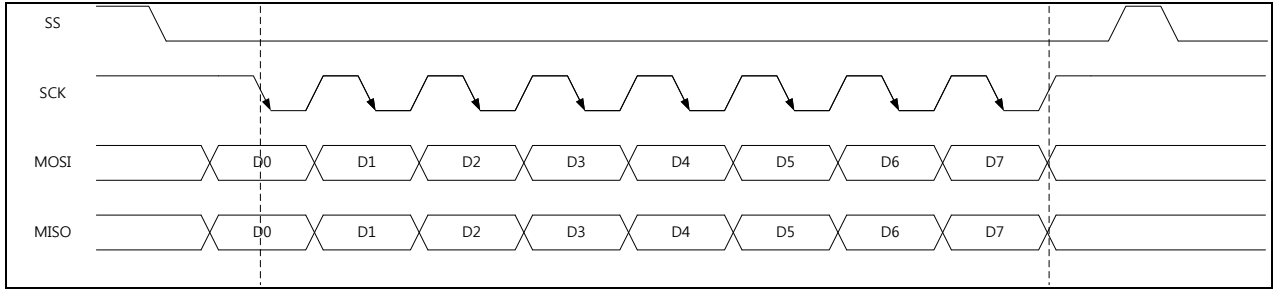 SS
SCK
MOSI D0 D1 D2 D3 D4 D5 D6 D7
MISO D0 D1 D2 D3 D4 D5 D6 D7